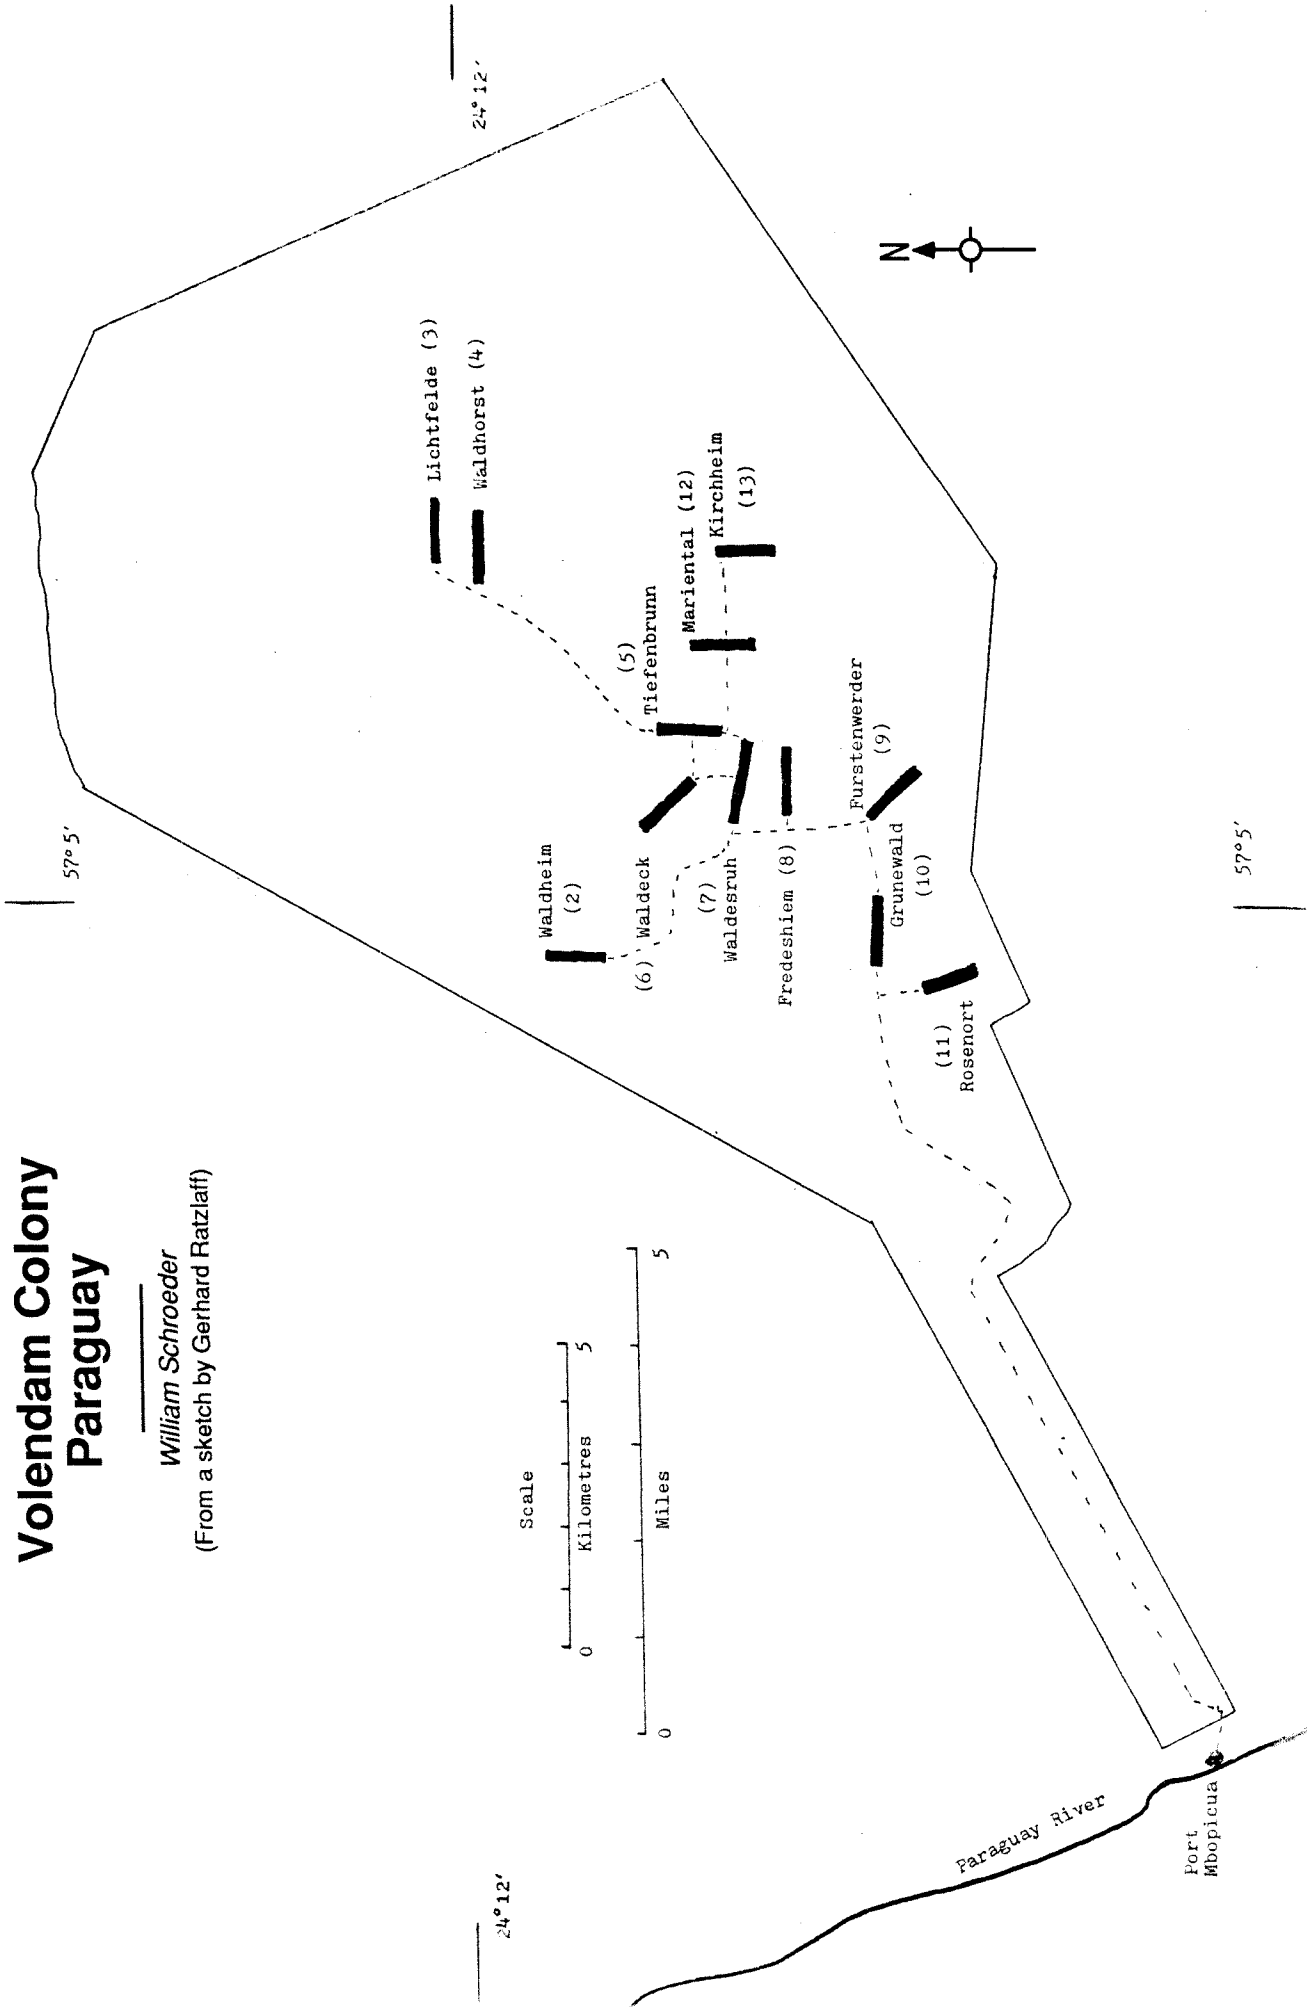 Volendam Colony
Paraguay
William Schroeder
(From a sketch by Gerhard Ratzlaff)
57° 5'
24° 12'
24° 12'
57° 5'
N
Scale
0
5
Kilometres
0
5
Miles
Lichtfelde (3)
Waldhorst (4)
Mariental (12)
Kirchheim
(13)
(5)
Tiefenbrunn
Waldheim
(2)
(6) Waldeck
(7)
Waldesruh
Fredeshiem (8)
Furstenwerder
(9)
Grunewald
(10)
(11)
Rosenort
Paraguay River
Port
Mbopicua